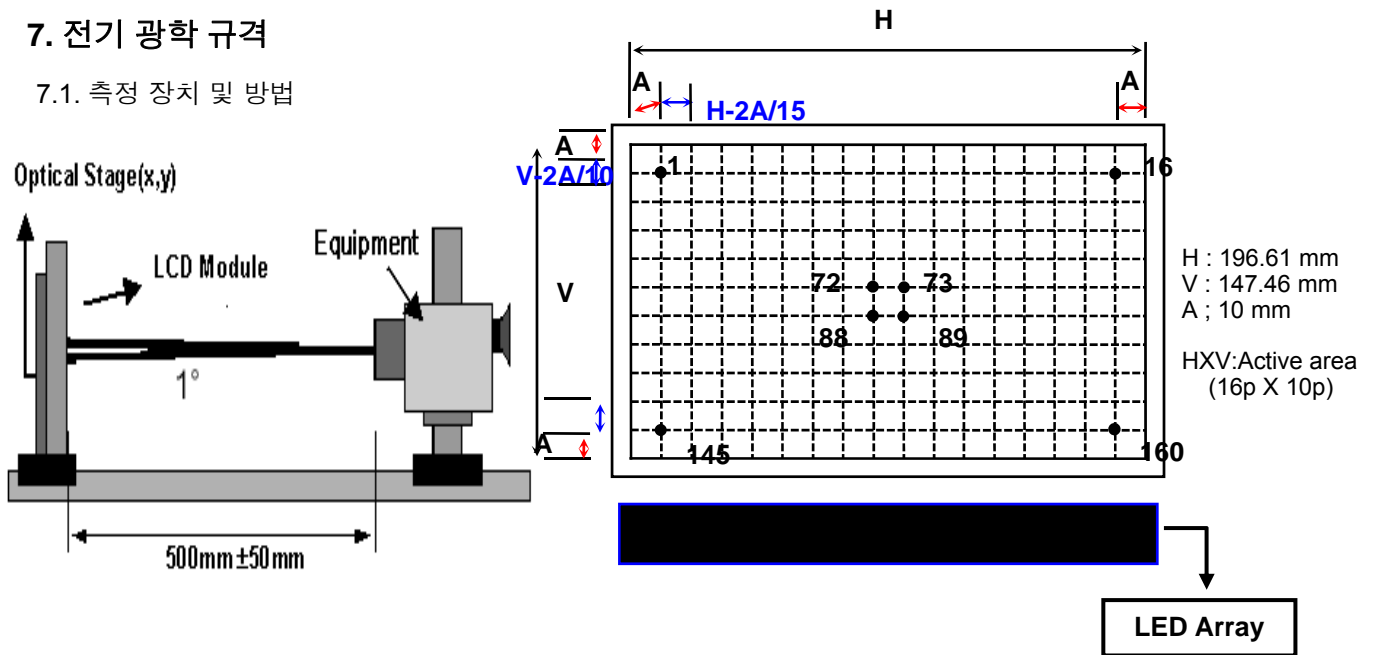 7. 전기 광학 규격
7.1. 측정 장치 및 방법
Optical Stage(x,y)
LCD Module
Equipment
1°
500mm±50mm
H
A
A
H-2A/15
A
V-2A/10
1
16
V
72
73
88
89
A
145
160
H : 196.61 mm
V : 147.46 mm
A ; 10 mm
HXV:Active area
(16p X 10p)
LED Array